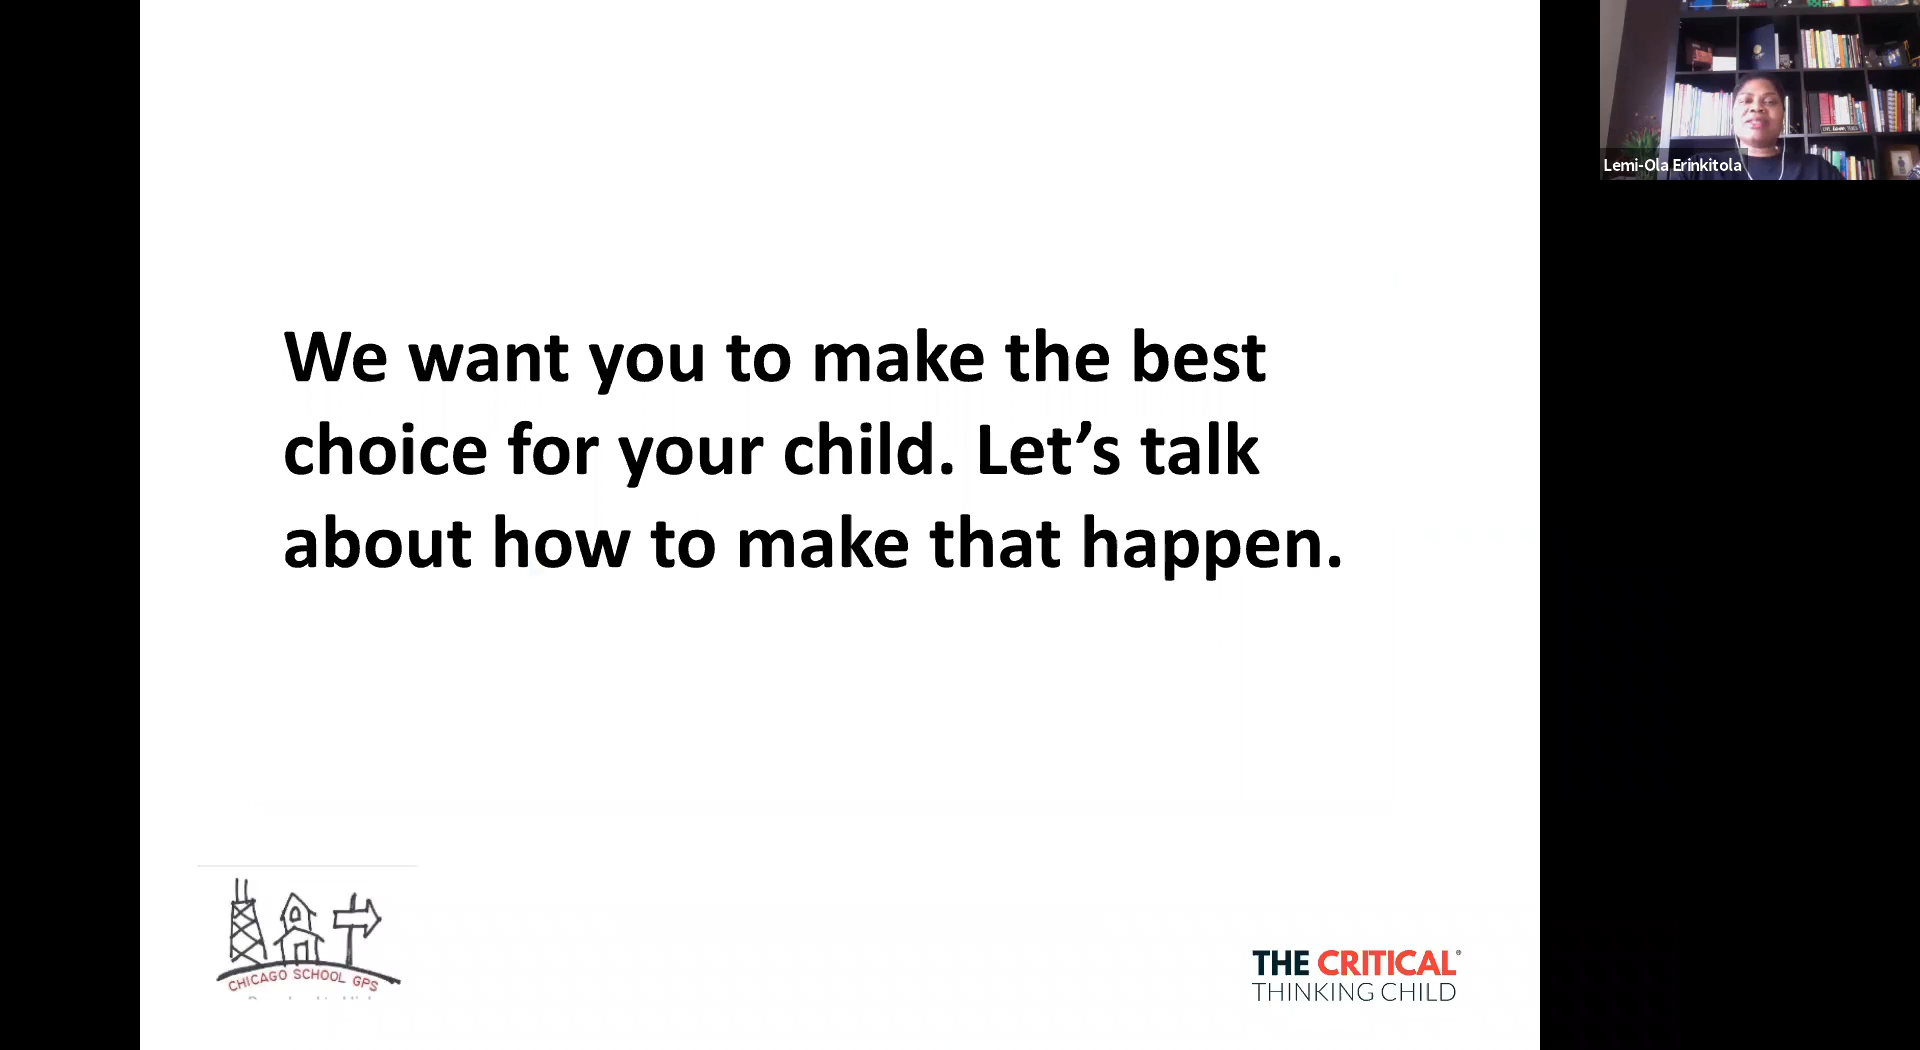 We want you to make the best
choice for your child. Let’s talk
about how to make that happen.
Lemi-Ola Erinkitola
CHICAGO SCHOOL GPS
THE CRITICAL®
THINKING CHILD